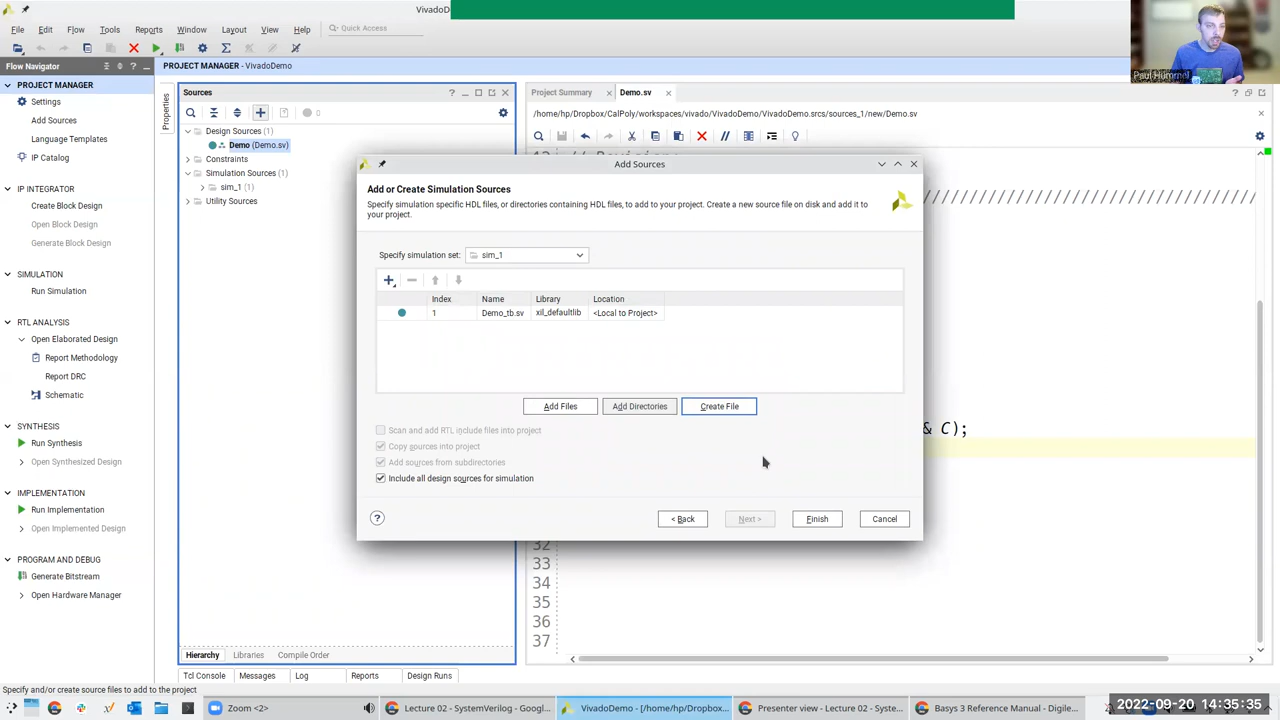 VivadoD
File Edit Flow Tools Reports Window Layout View Help Quick Access
Flow Navigator
PROJECT MANAGER
Settings
Add Sources
Language Templates
IP Catalog
IP INTEGRATOR
Create Block Design
Open Block Design
Generate Block Design
SIMULATION
Run Simulation
RTL ANALYSIS
Open Elaborated Design
Report Methodology
Report DRC
Schematic
SYNTHESIS
Run Synthesis
Open Synthesized Design
IMPLEMENTATION
Run Implementation
Open Implemented Design
PROGRAM AND DEBUG
Generate Bitstream
Open Hardware Manager
PROJECT MANAGER - VivadoDemo
Properties
Sources
0
Design Sources (1)
Demo (Demo.sv)
Constraints
Simulation Sources (1)
sim_1 (1)
Utility Sources
Hierarchy Libraries Compile Order
Project Summary Demo.sv
/home/hp/Dropbox/CalPoly/workspaces/vivado/VivadoDemo/VivadoDemo.srcs/sources_1/new/Demo.sv
& C);
32
33
34
35
36
37
Add Sources
Add or Create Simulation Sources
Specify simulation specific HDL files, or directories containing HDL files, to add to your project. Create a new source file on disk and add it to
your project.
Specify simulation set: sim_1
Index Name Library Location
1 Demo_tb.sv xil_defaultlib <Local to Project>
Add Files Add Directories Create File
Scan and add RTL include files into project
Copy sources into project
Add sources from subdirectories
Include all design sources for simulation
? < Back Next > Finish Cancel
Tcl Console Messages Log Reports Design Runs
Specify and/or create source files to add to the project
Paul Hummel
Zoom <2>
Lecture 02 - SystemVerilog - Googl...
VivadoDemo - [/home/hp/Dropbox...
Presenter view - Lecture 02 - System...
Basys 3 Reference Manual - Digile...
2022-09-20 14:35:35